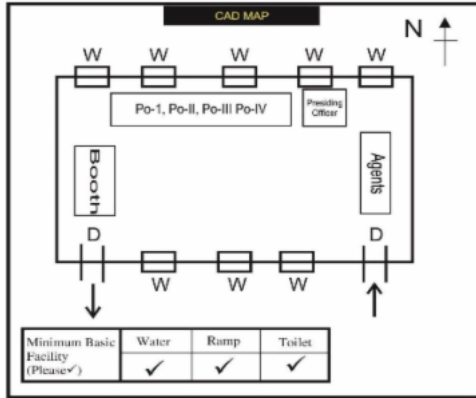 CAD MAP
N
W W W W W
Po-1, Po-II, Po-III Po-IV
Presiding
Officer
Booth
Agents
D D
W W W
Minimum Basic
Facility
(Please✓)
Water Ramp Toilet
✓ ✓ ✓